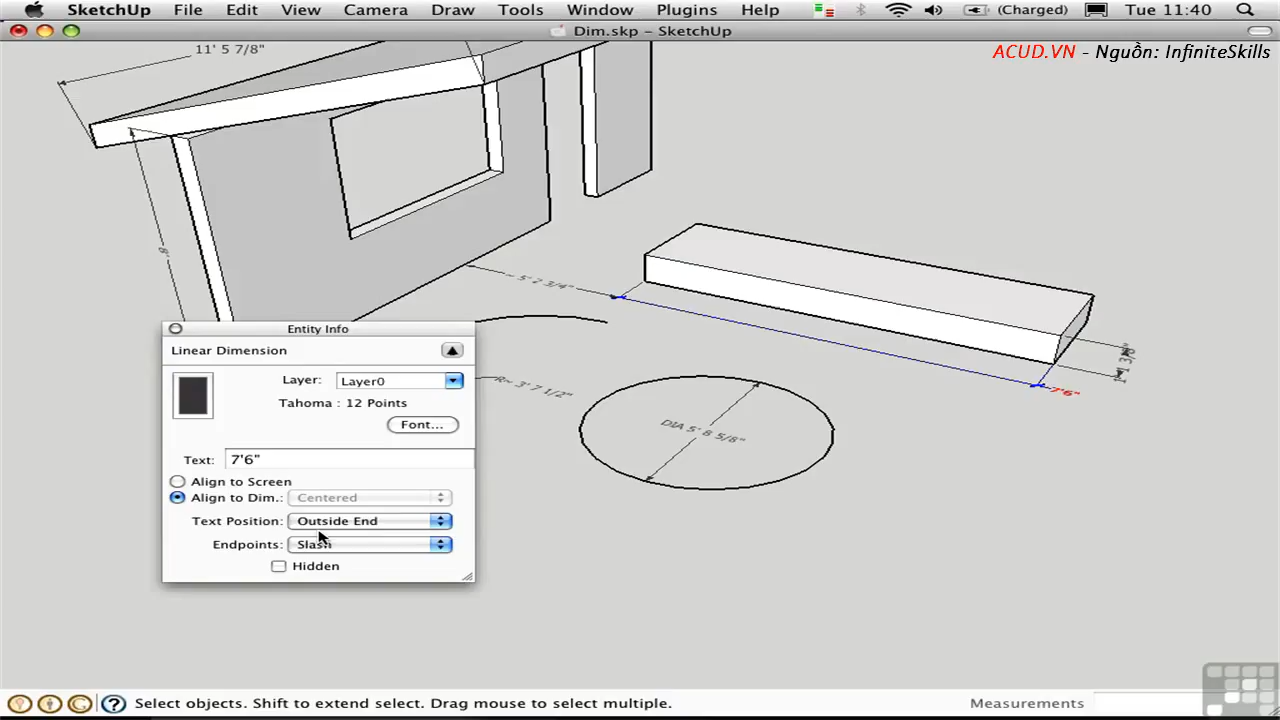 SketchUp File Edit View Camera Draw Tools Window Plugins Help (Charged) Tue 11:40
Dim.skp – SketchUp
ACUD.VN - Nguồn: InfiniteSkills
11' 5 7/8"
8'
~ 5' 7 3/4"
7'6"
R~ 3' 7 1/2"
DIA 5' 8 5/8"
Entity Info
Linear Dimension
Layer: Layer0
Tahoma : 12 Points
Font...
Text: 7'6"
Align to Screen
Align to Dim.: Centered
Text Position: Outside End
Endpoints: Slash
Hidden
Select objects. Shift to extend select. Drag mouse to select multiple. Measurements